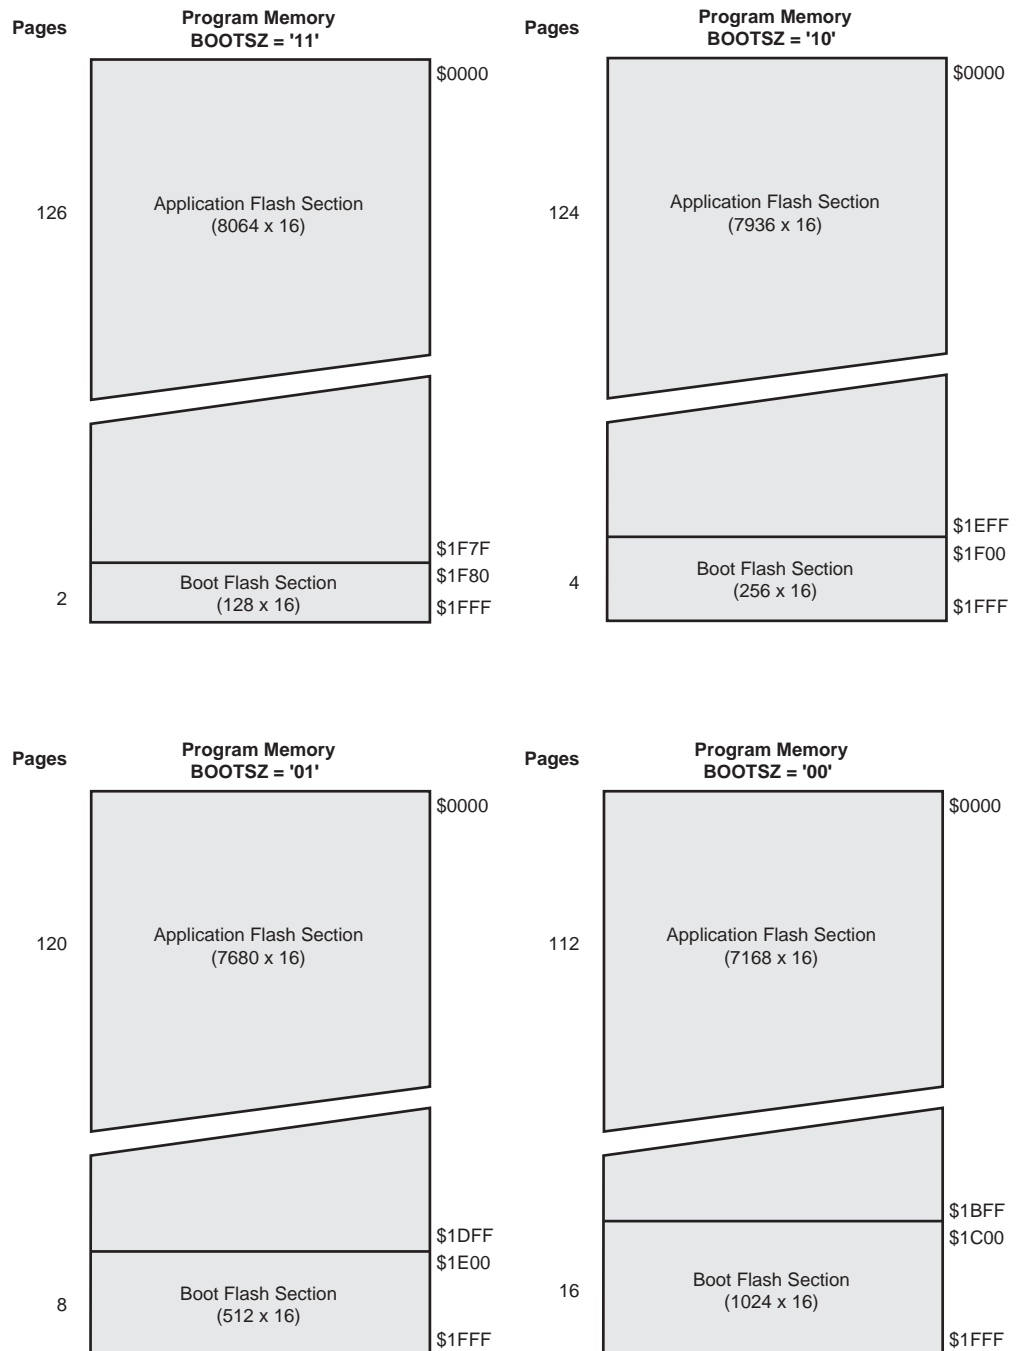 Pages
Program Memory
BOOTSZ = '11'
$0000
126
Application Flash Section
(8064 x 16)
$1F7F
$1F80
2
Boot Flash Section
(128 x 16)
$1FFF
Pages
Program Memory
BOOTSZ = '10'
$0000
124
Application Flash Section
(7936 x 16)
$1EFF
$1F00
4
Boot Flash Section
(256 x 16)
$1FFF
Pages
Program Memory
BOOTSZ = '01'
$0000
120
Application Flash Section
(7680 x 16)
$1DFF
$1E00
8
Boot Flash Section
(512 x 16)
$1FFF
Pages
Program Memory
BOOTSZ = '00'
$0000
112
Application Flash Section
(7168 x 16)
$1BFF
$1C00
16
Boot Flash Section
(1024 x 16)
$1FFF